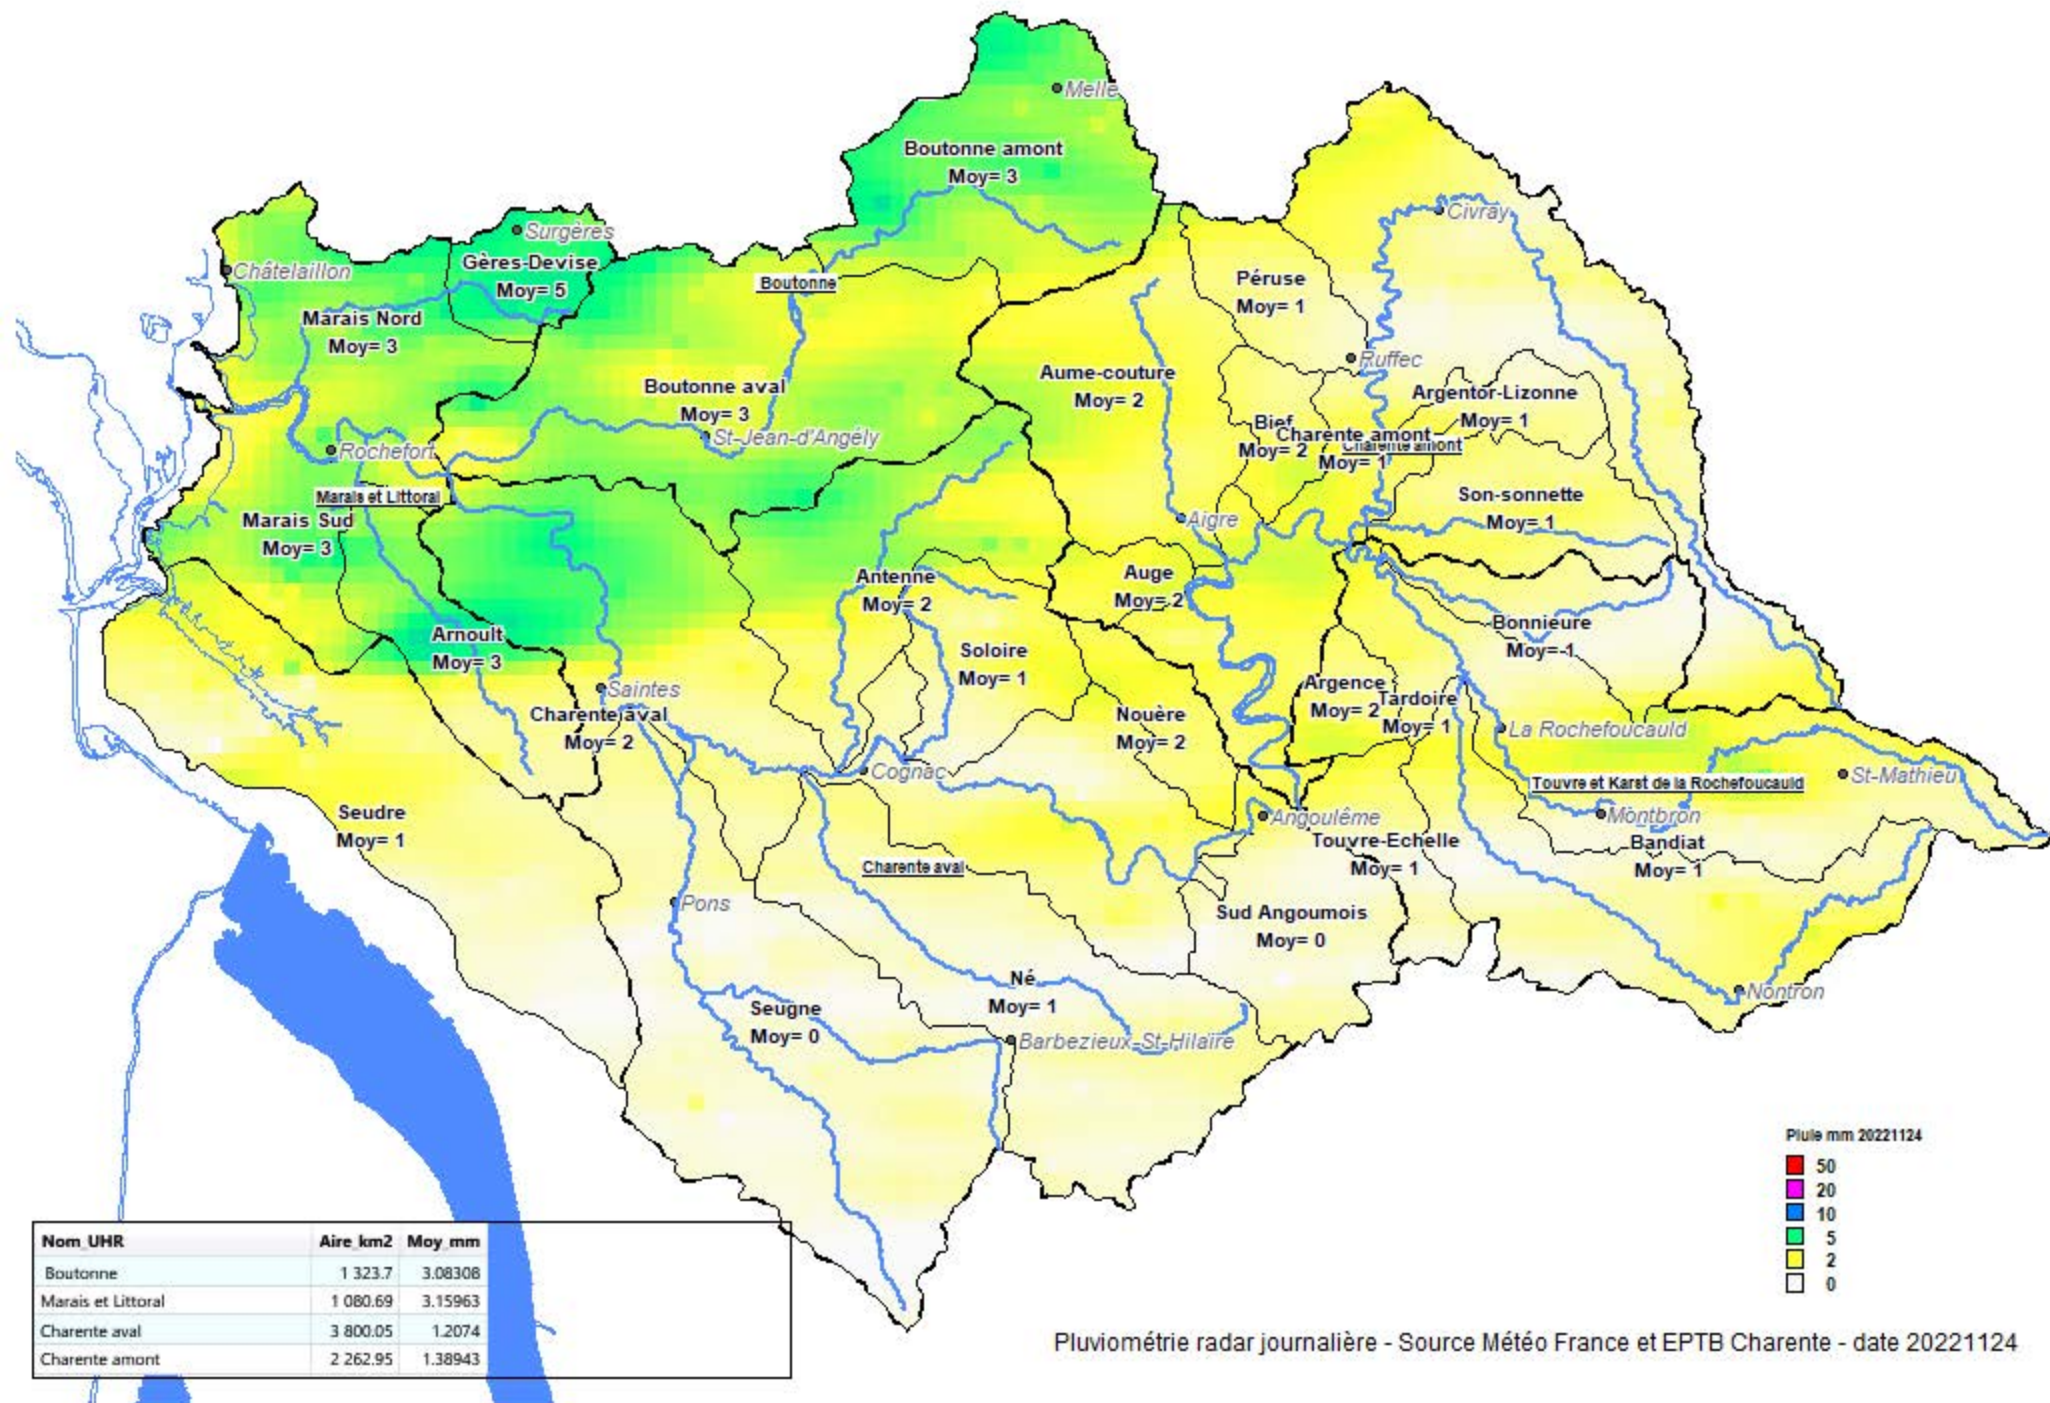 Melle
Boutonne amont
Moy= 3
Civray
Surgères
Châtelaillon
Gères-Devise
Moy= 5
Boutonne
Péruse
Moy= 1
Marais Nord
Moy= 3
Ruffec
Aume-couture
Moy= 2
Boutonne aval
Moy= 3
Argentor-Lizonne
Moy= 1
St-Jean-d'Angély
Bief
Moy= 2
Charente amont
Moy= 1
Charente amont
Rochefort
Marais et Littoral
Son-sonnette
Moy= 1
Marais Sud
Moy= 3
Aigre
Antenne
Moy= 2
Auge
Moy= 2
Bonnieure
Moy= 1
Arnoult
Moy= 3
Soloire
Moy= 1
Saintes
Argence
Moy= 2
Tardoire
Moy= 1
Charente aval
Moy= 2
Nouère
Moy= 2
La Rochefoucauld
Cognac
Touvre et Karst de la Rochefoucauld
St-Mathieu
Seudre
Moy= 1
Angoulême
Montbron
Touvre-Echelle
Moy= 1
Bandiat
Moy= 1
Charente aval
Pons
Sud Angoumois
Moy= 0
Né
Moy= 1
Nontron
Seugne
Moy= 0
Barbezieux-St-Hilaire
Pluie mm 20221124
50
20
10
5
2
0
Nom_UHR Aire_km2 Moy_mm
Boutonne 1 323.7 3.08308
Marais et Littoral 1 080.69 3.15963
Charente aval 3 800.05 1.2074
Charente amont 2 262.95 1.38943
Pluviométrie radar journalière - Source Météo France et EPTB Charente - date 20221124